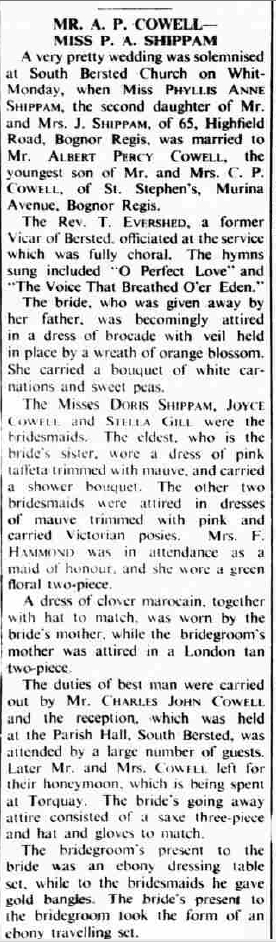 MR. A. P. COWELL—
MISS P. A. SHIPPAM
A very pretty wedding was solemnised
at South Bersted Church on Whit-
Monday, when Miss PHYLLIS ANNE
SHIPPAM, the second daughter of Mr.
and Mrs. J. SHIPPAM, of 65, Highfield
Road, Bognor Regis, was married to
Mr. ALBERT PERCY COWELL, the
youngest son of Mr. and Mrs. C. P.
COWELL, of St. Stephen's, Murina
Avenue, Bognor Regis.
The Rev. T. EVERSHED, a former
Vicar of Bersted, officiated at the service
which was fully choral. The hymns
sung included "O Perfect Love" and
"The Voice That Breathed O'er Eden."
The bride, who was given away by
her father, was becomingly attired
in a dress of brocade with veil held
in place by a wreath of orange blossom.
She carried a bouquet of white car-
nations and sweet peas.
The Misses DORIS SHIPPAM, JOYCE
COWELL and STELLA GILL were the
bridesmaids. The eldest, who is the
bride's sister, wore a dress of pink
taffeta trimmed with mauve, and carried
a shower bouquet. The other two
bridesmaids were attired in dresses
of mauve trimmed with pink and
carried Victorian posies. Mrs. F.
HAMMOND was in attendance as a
maid of honour, and she wore a green
floral two-piece.
A dress of clover marocain, together
with hat to match, was worn by the
bride's mother, while the bridegroom's
mother was attired in a London tan
two-piece.
The duties of best man were carried
out by Mr. CHARLES JOHN COWELL
and the reception, which was held
at the Parish Hall, South Bersted, was
attended by a large number of guests.
Later Mr. and Mrs. COWELL left for
their honeymoon, which is being spent
at Torquay. The bride's going away
attire consisted of a saxe three-piece
and hat and gloves to match.
The bridegroom's present to the
bride was an ebony dressing table
set, while to the bridesmaids he gave
gold bangles. The bride's present to
the bridegroom took the form of an
ebony travelling set.